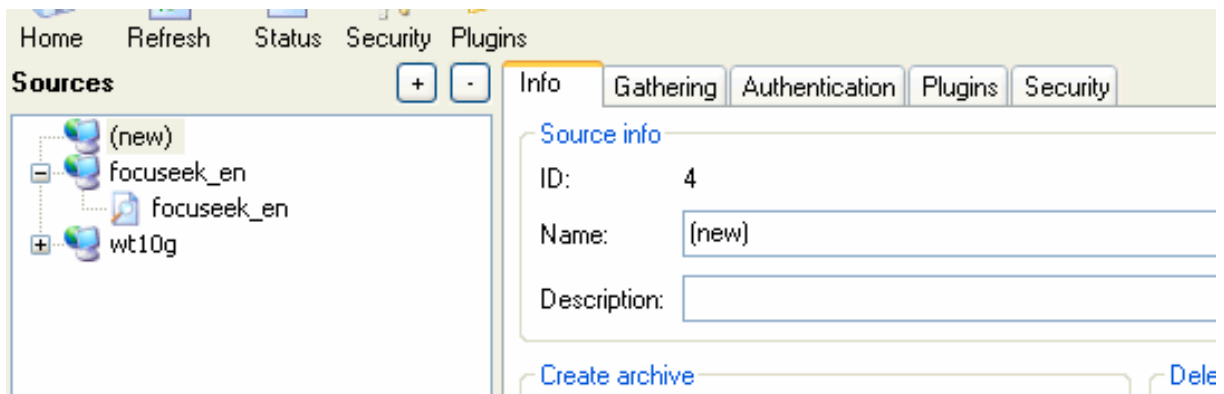 Home Refresh Status Security Plugins
Sources + -
Info Gathering Authentication Plugins Security
(new)
focuseek_en
focuseek_en
wt10g
Source info
ID: 4
Name: (new)
Description:
Create archive
Dele